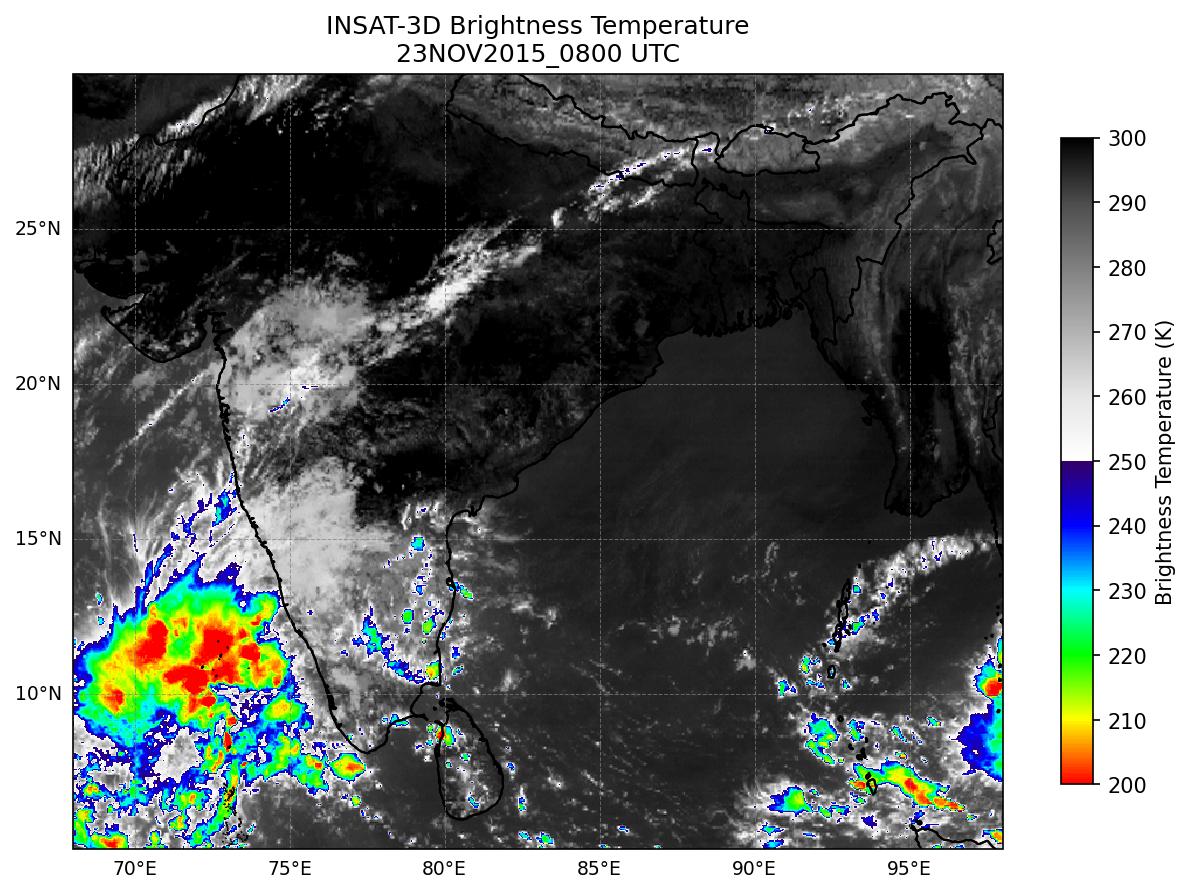 INSAT-3D Brightness Temperature
23NOV2015_0800 UTC
25°N
20°N
15°N
10°N
70°E
75°E
80°E
85°E
90°E
95°E
300
290
280
270
260
250
240
230
220
210
200
Brightness Temperature (K)